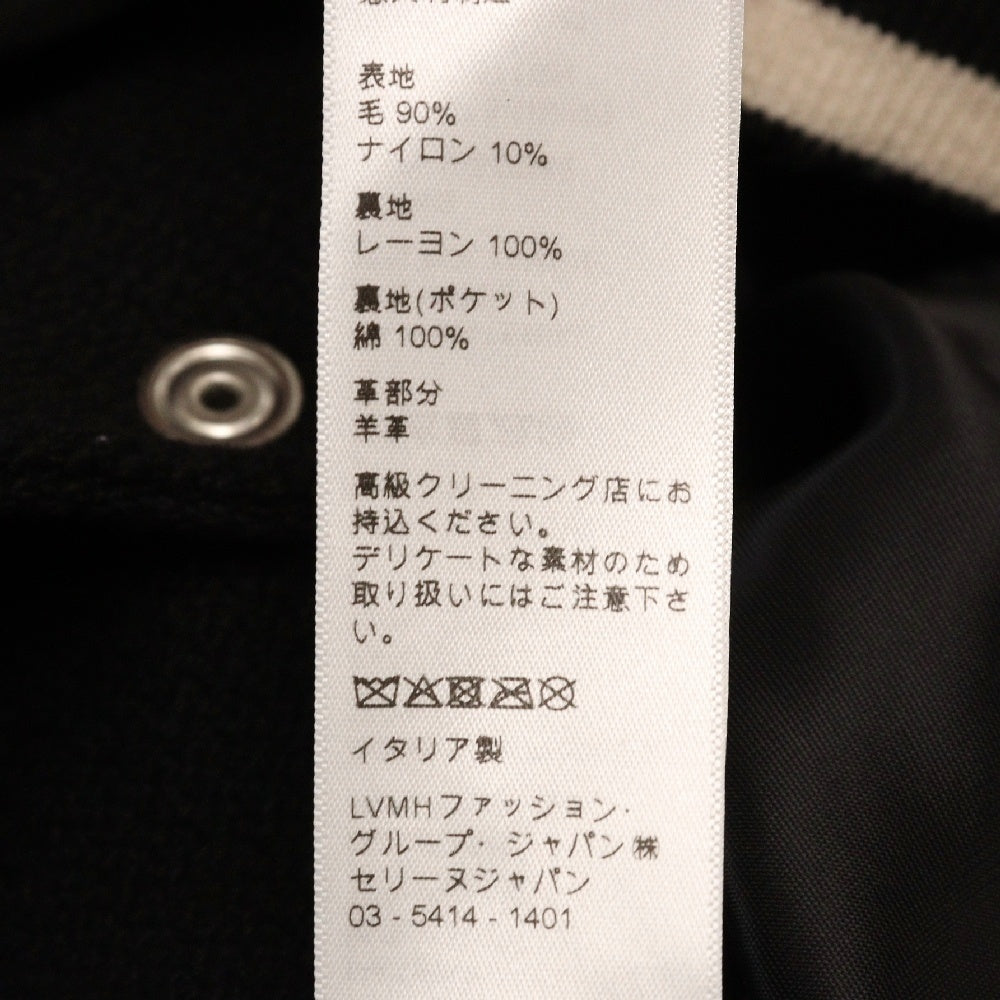 表地
毛 90%
ナイロン 10%
裏地
レーヨン 100%
裏地(ポケット)
綿 100%
革部分
羊革
高級クリーニング店にお
持込ください。
デリケートな素材のため
取り扱いにはご注意下さ
い。
イタリア製
LVMHファッション・
グループ・ジャパン㈱
セリーヌジャパン
03 - 5414 - 1401